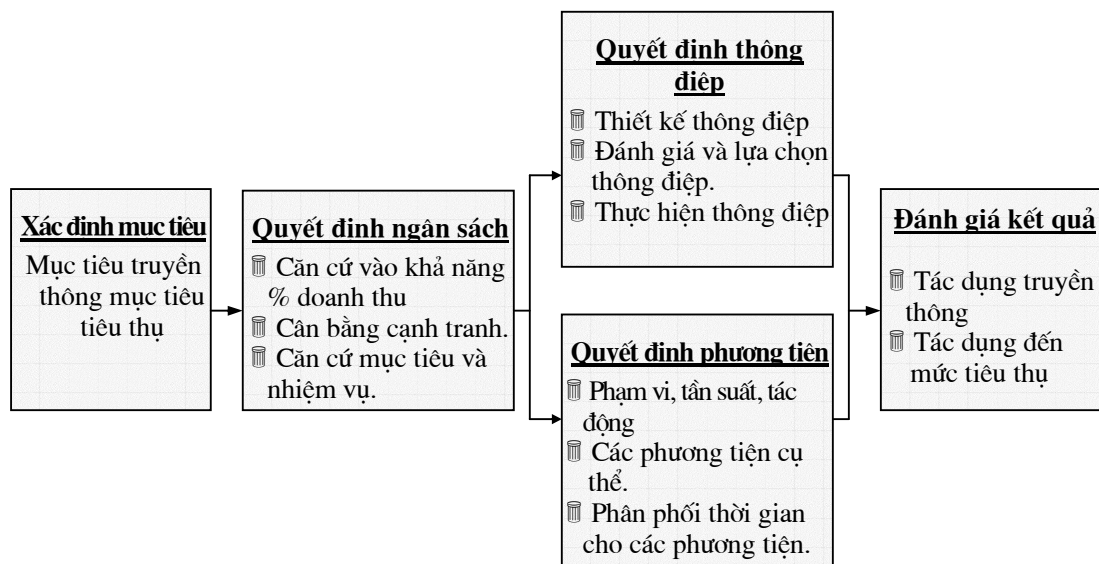 Xác định mục tiêu
Mục tiêu truyền
thông mục tiêu
tiêu thụ
Quyết định ngân sách
Căn cứ vào khả năng
% doanh thu
Cân bằng cạnh tranh.
Căn cứ mục tiêu và
nhiệm vụ.
Quyết định thông
điệp
Thiết kế thông điệp
Đánh giá và lựa chọn
thông điệp.
Thực hiện thông điệp
Quyết định phương tiện
Phạm vi, tần suất, tác
động
Các phương tiện cụ
thể.
Phân phối thời gian
cho các phương tiện.
Đánh giá kết quả
Tác dụng truyền
thông
Tác dụng đến
mức tiêu thụ